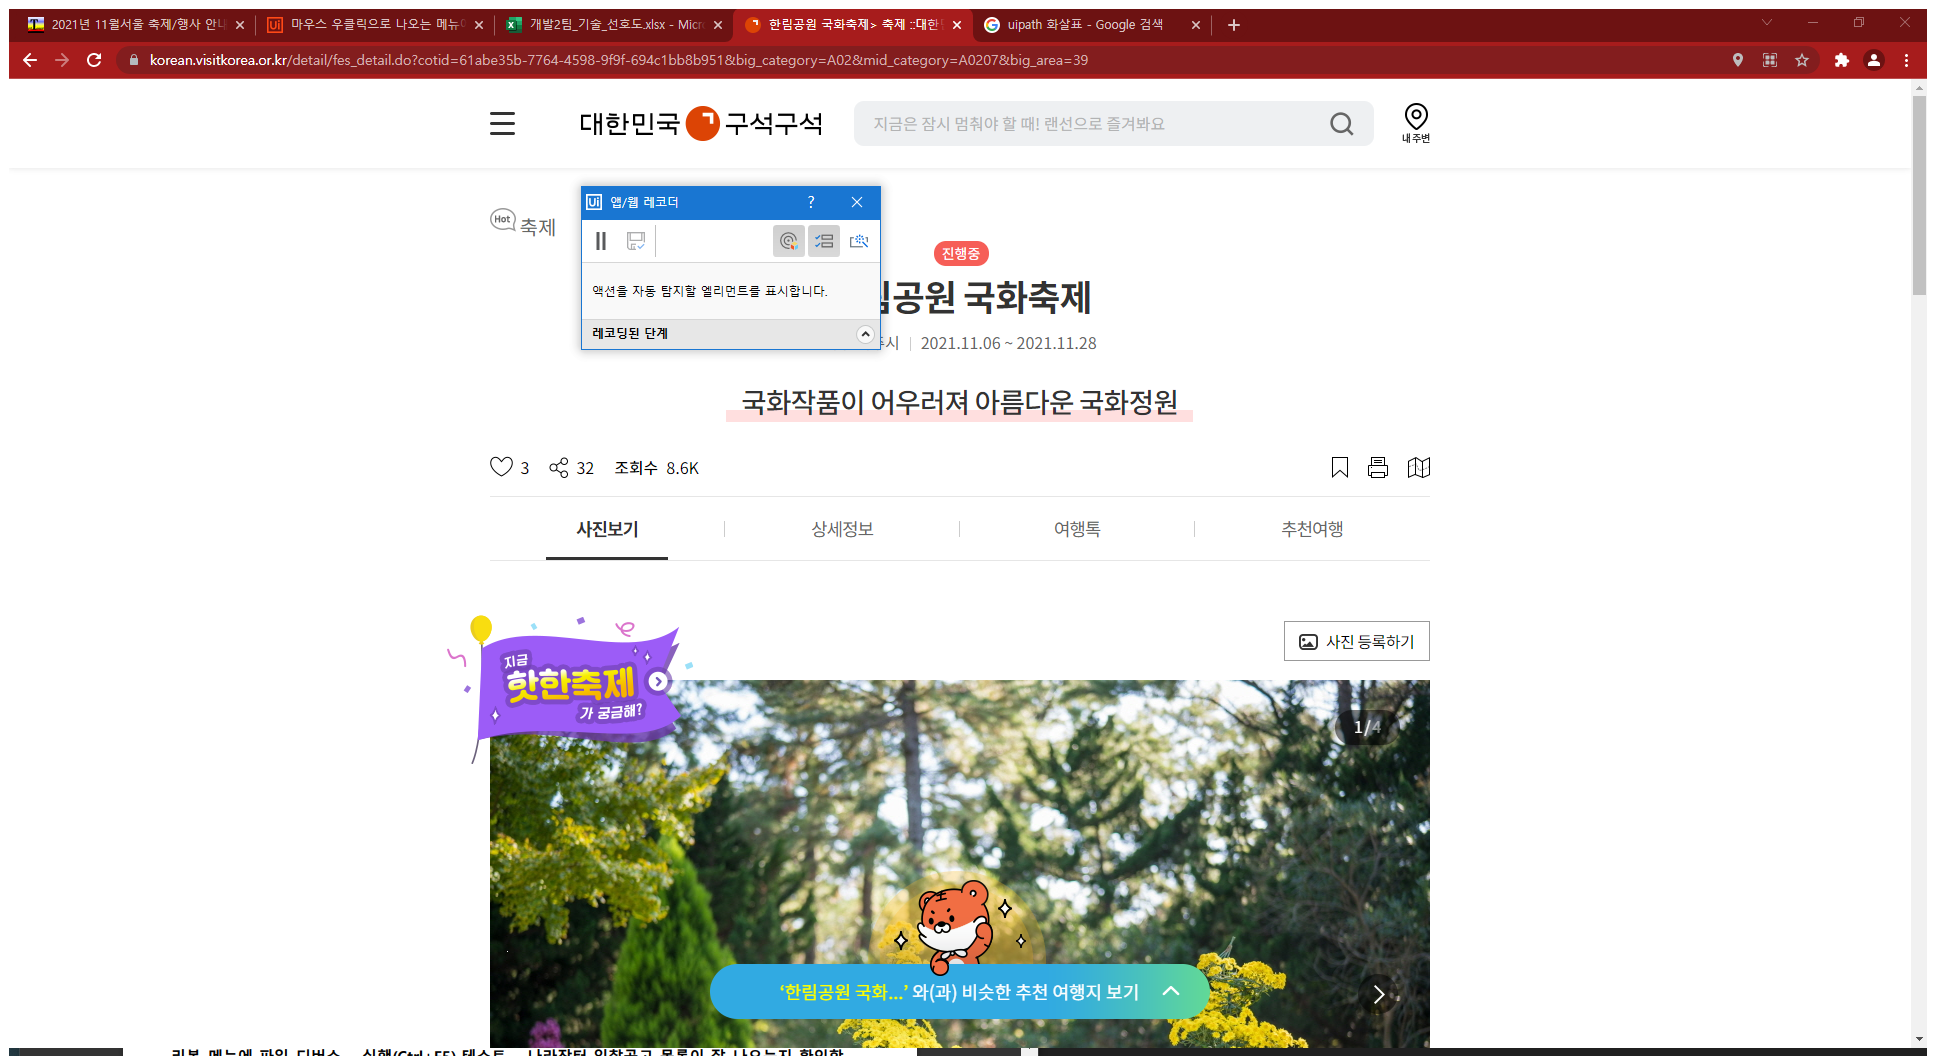 2021년 11월서울 축제/행사 안내
마우스 우클릭으로 나오는 메뉴
개발2팀_기술_선호도.xlsx - Micr
한림공원 국화축제> 축제 ::대한
uipath 화살표 - Google 검색
korean.visitkorea.or.kr/detail/fes_detail.do?cotid=61abe35b-7764-4598-9f9f-694c1bb8b951&big_category=A02&mid_category=A0207&big_area=39
대한민국 구석구석
지금은 잠시 멈춰야 할 때! 랜선으로 즐겨봐요
내주변
Hot 축제
Ui 앱/웹 레코더 ?
액션을 자동 탐지할 엘리먼트를 표시합니다.
레코딩된 단계
진행중
림공원 국화축제
주시 2021.11.06 ~ 2021.11.28
국화작품이 어우러져 아름다운 국화정원
3 32 조회수 8.6K
사진보기 상세정보 여행톡 추천여행
지금
핫한축제
가 궁금해?
사진 등록하기
1/4
‘한림공원 국화...’ 와(과) 비슷한 추천 여행지 보기